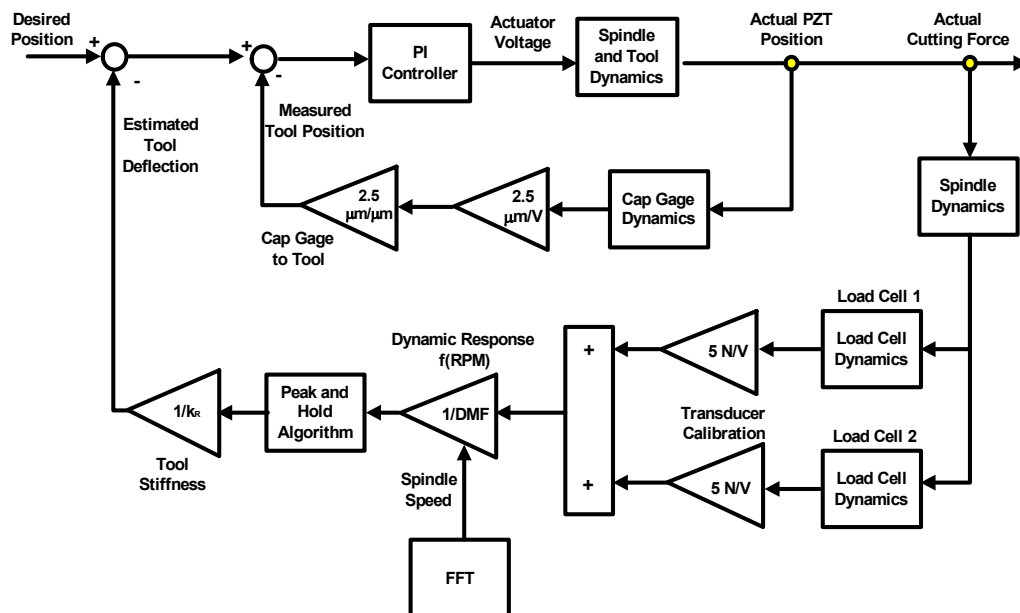 Desired
Position
+
-
+
-
PI
Controller
Actuator
Voltage
Spindle
and Tool
Dynamics
Actual PZT
Position
Actual
Cutting Force
Estimated
Tool
Deflection
Measured
Tool Position
2.5
μm/μm
Cap Gage
to Tool
2.5
μm/V
Cap Gage
Dynamics
Spindle
Dynamics
Load Cell 1
Load Cell
Dynamics
5 N/V
Transducer
Calibration
Load Cell 2
Load Cell
Dynamics
5 N/V
+
+
Dynamic Response
f(RPM)
1/DMF
Spindle
Speed
FFT
Peak and
Hold
Algorithm
1/kR
Tool
Stiffness